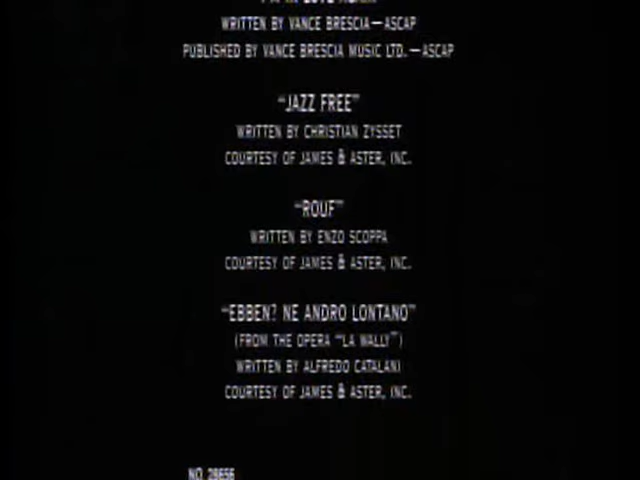 WRITTEN BY VANCE BRESCIA—ASCAP
PUBLISHED BY VANCE BRESCIA MUSIC LTD.—ASCAP
"JAZZ FREE"
WRITTEN BY CHRISTIAN ZYSSET
COURTESY OF JAMES & ASTER, INC.
"ROUF"
WRITTEN BY ENZO SCOPPA
COURTESY OF JAMES & ASTER, INC.
"EBBEN? NE ANDRO LONTANO"
(FROM THE OPERA "LA WALLY")
WRITTEN BY ALFREDO CATALANI
COURTESY OF JAMES & ASTER, INC.
NO. 28656